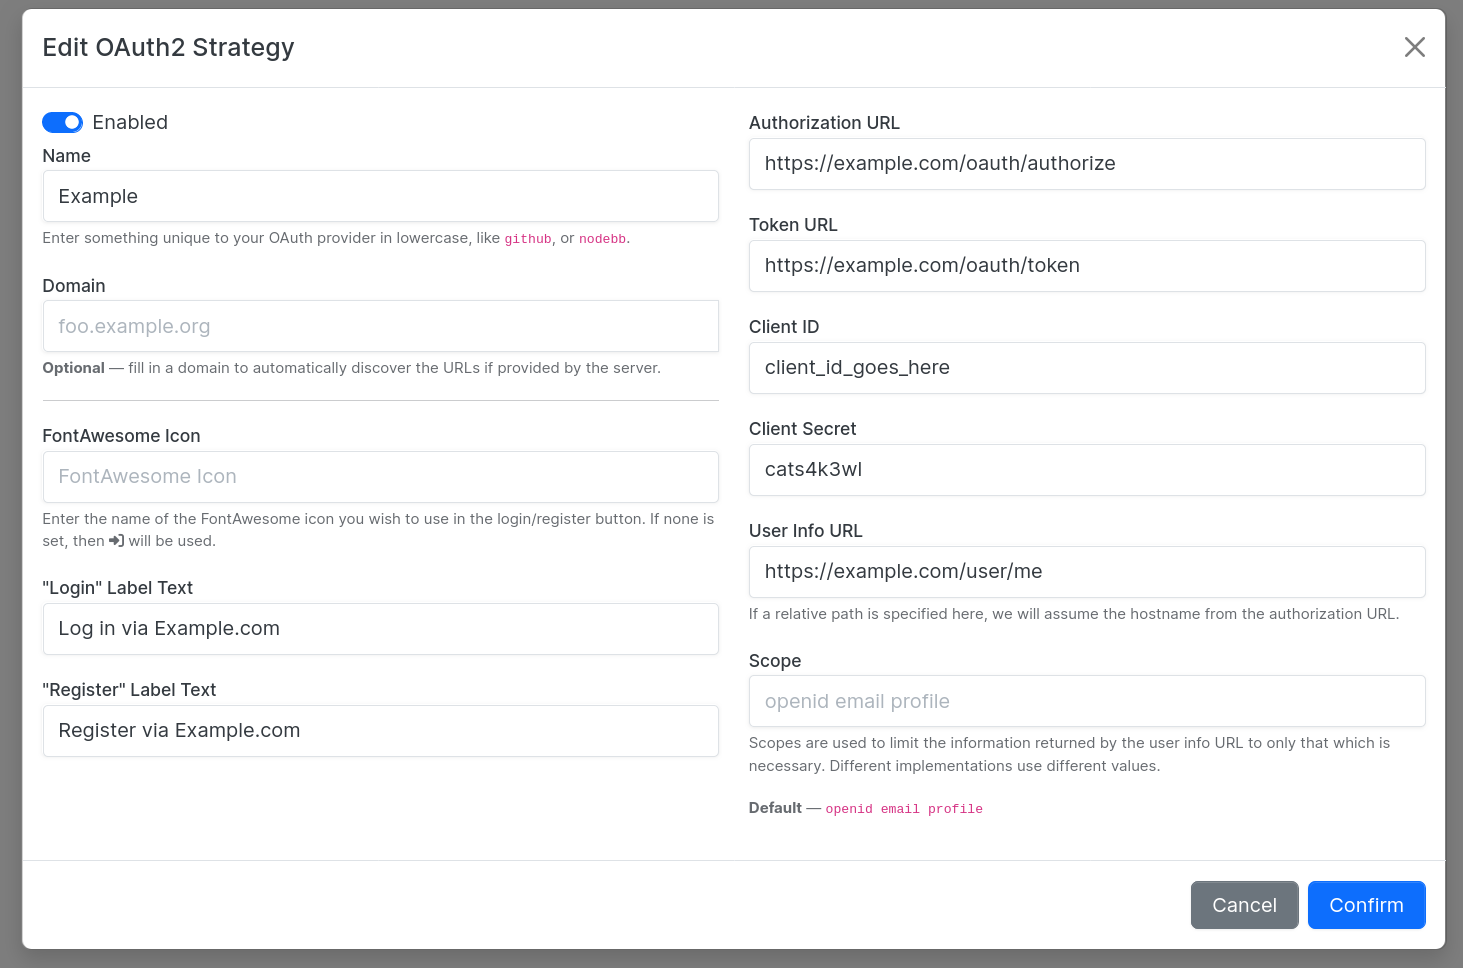 Edit OAuth2 Strategy
Enabled
Name
Example
Enter something unique to your OAuth provider in lowercase, like github, or nodebb.
Domain
foo.example.org
Optional — fill in a domain to automatically discover the URLs if provided by the server.
FontAwesome Icon
FontAwesome Icon
Enter the name of the FontAwesome icon you wish to use in the login/register button. If none is
set, then will be used.
"Login" Label Text
Log in via Example.com
"Register" Label Text
Register via Example.com
Authorization URL
https://example.com/oauth/authorize
Token URL
https://example.com/oauth/token
Client ID
client_id_goes_here
Client Secret
cats4k3wl
User Info URL
https://example.com/user/me
If a relative path is specified here, we will assume the hostname from the authorization URL.
Scope
openid email profile
Scopes are used to limit the information returned by the user info URL to only that which is
necessary. Different implementations use different values.
Default — openid email profile
Cancel
Confirm